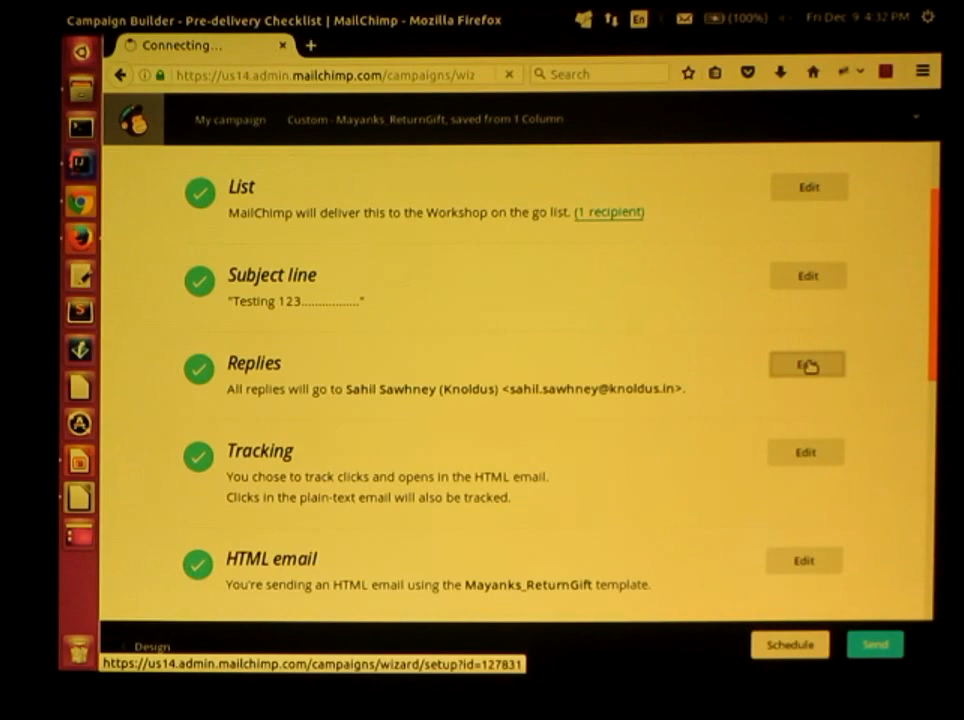 Campaign Builder - Pre-delivery Checklist | MailChimp - Mozilla Firefox
En
(100%)
Fri Dec 9 4:32 PM
Connecting...
https://us14.admin.mailchimp.com/campaigns/wiz
Search
My campaign
Custom - Mayanks_ReturnGift, saved from 1 Column
List
Edit
MailChimp will deliver this to the Workshop on the go list. (1 recipient)
Subject line
Edit
"Testing 123.................."
Replies
Edit
All replies will go to Sahil Sawhney (Knoldus) <sahil.sawhney@knoldus.in>.
Tracking
Edit
You chose to track clicks and opens in the HTML email.
Clicks in the plain-text email will also be tracked.
HTML email
Edit
You're sending an HTML email using the Mayanks_ReturnGift template.
Design
Schedule
Send
https://us14.admin.mailchimp.com/campaigns/wizard/setup?id=127831